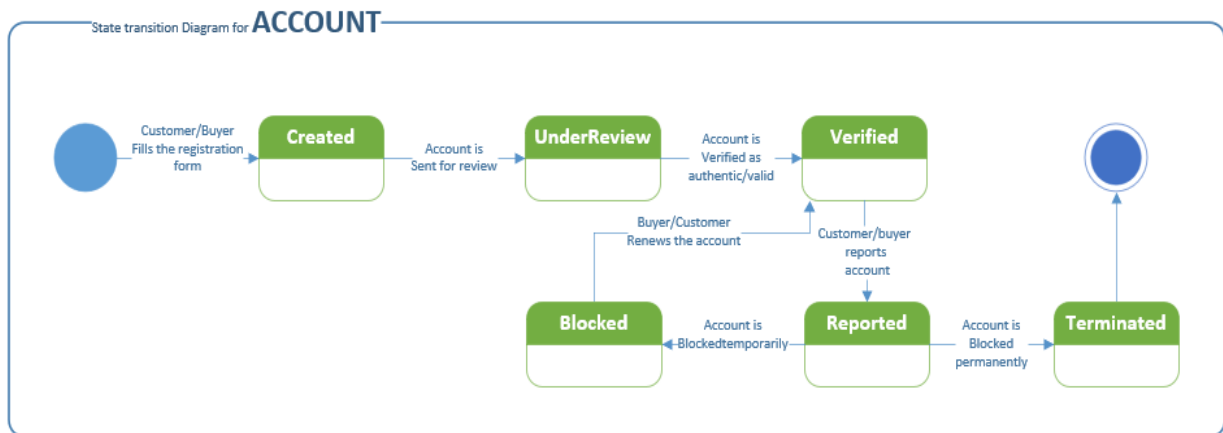 State transition Diagram for ACCOUNT
Customer/Buyer
Fills the registration
form
Created
Account is
Sent for review
UnderReview
Account is
Verified as
authentic/valid
Verified
Buyer/Customer
Renews the account
Customer/buyer
reports
account
Blocked
Account is
Blockedtemporarily
Reported
Account is
Blocked
permanently
Terminated